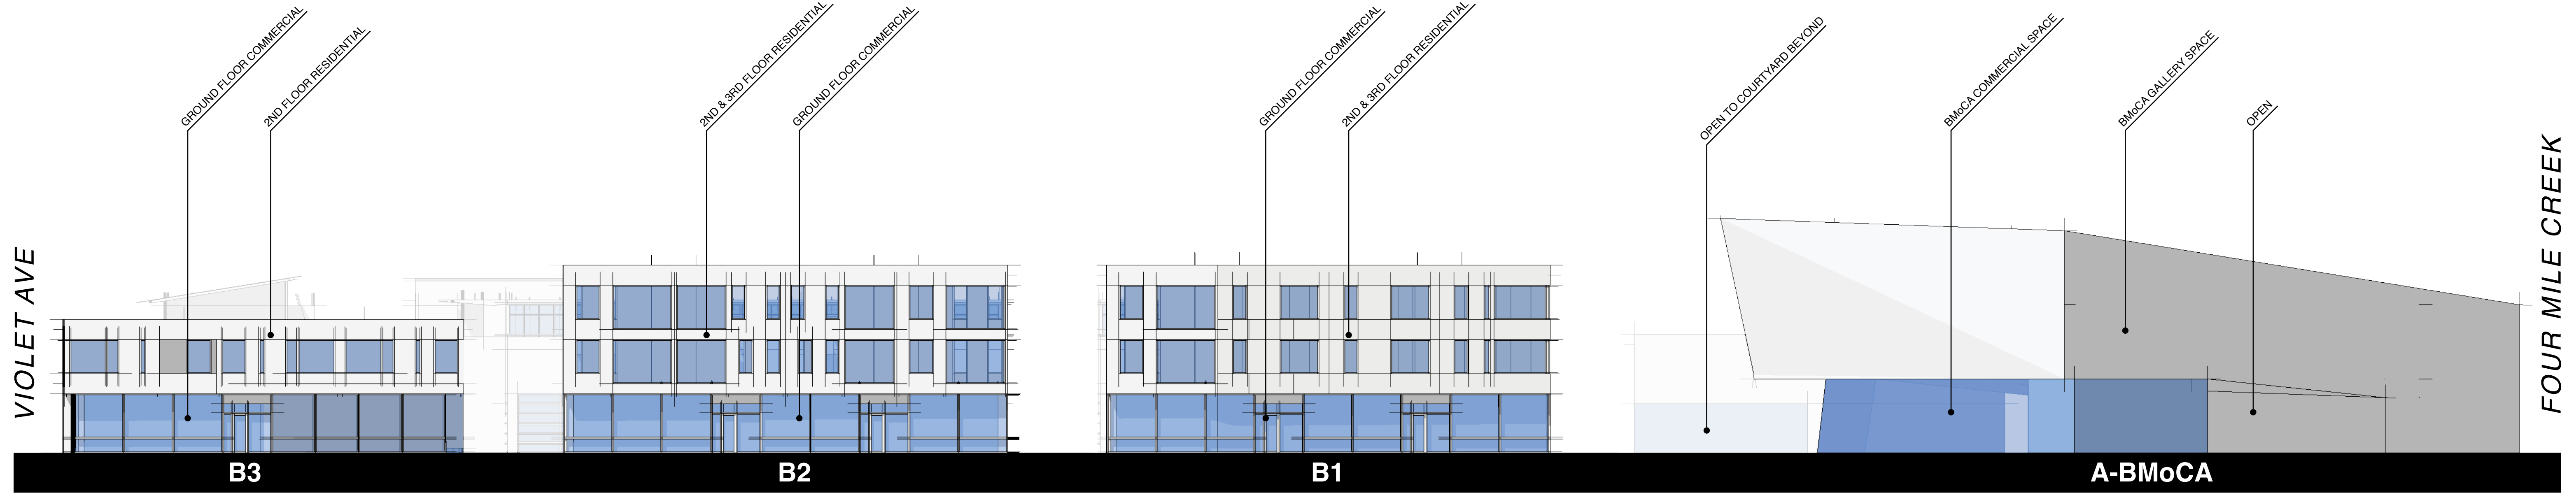 VIOLET AVE
GROUND FLOOR COMMERCIAL
2ND FLOOR RESIDENTIAL
2ND & 3RD FLOOR RESIDENTIAL
GROUND FLOOR COMMERCIAL
GROUND FLOOR COMMERCIAL
2ND & 3RD FLOOR RESIDENTIAL
OPEN TO COURTYARD BEYOND
BMoCA COMMERCIAL SPACE
BMoCA GALLERY SPACE
OPEN
FOUR MILE CREEK
B3
B2
B1
A-BMoCA